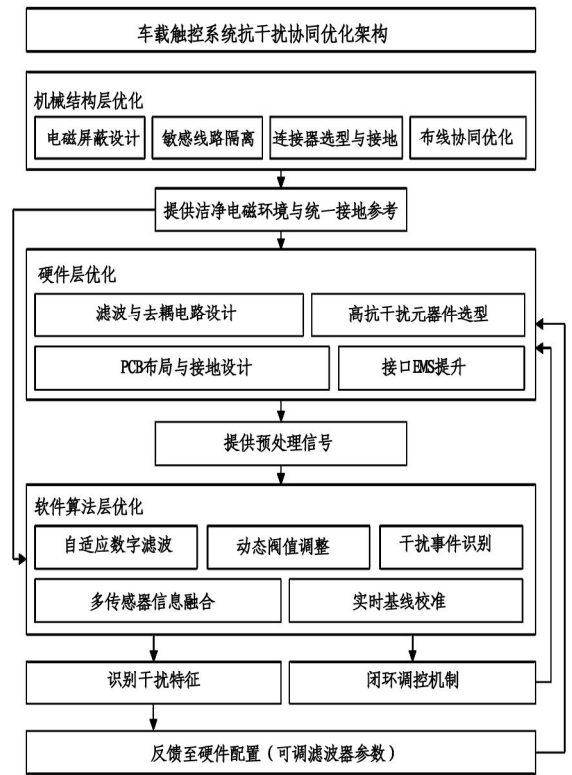 车载触控系统抗干扰协同优化架构
机械结构层优化
电磁屏蔽设计 敏感线路隔离 连接器选型与接地 布线协同优化
提供洁净电磁环境与统一接地参考
硬件层优化
滤波与去耦电路设计 高抗干扰元器件选型
PCB布局与接地设计 接口EMS提升
提供预处理信号
软件算法层优化
自适应数字滤波 动态阀值调整 干扰事件识别
多传感器信息融合 实时基线校准
识别干扰特征 闭环调控机制
反馈至硬件配置（可调滤波器参数）